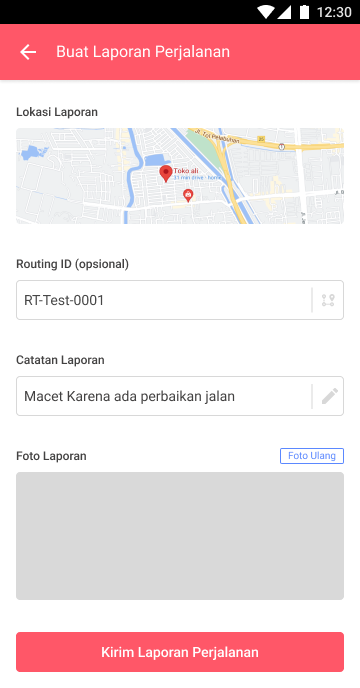 12:30
Buat Laporan Perjalanan
Lokasi Laporan
Jl. Tol Pelabuhan
Toko ali
31 min drive - home
Routing ID (opsional)
RT-Test-0001
Catatan Laporan
Macet Karena ada perbaikan jalan
Foto Laporan
Foto Ulang
Kirim Laporan Perjalanan